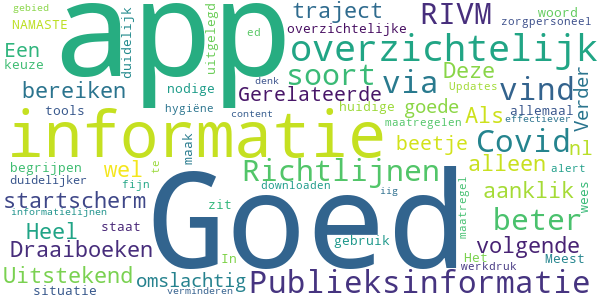 gebied
NAMASTE
app
traject
RIVM
woord
zorgpersoneel
duidelijk
uitgelegd
ed
overzichtelijke
Een
keuze
overzichtelijk
bereiken
nodige
soort
via
Deze
vind
Verder
tools
Gerelateerde
Updates
denk
hygiëne
content
huidige
goede
Als
allemaal
effectiever
maatregelen
informatie
maak
beetje
Covid
nl
begrijpen
wel
te
Goed
Richtlijnen
alleen
alert
duidelijker
fijn
downloaden
iig
aanklik
wees
startscherm
informatielijnen
zit
maatregel
beter
Heel
staat
gebruik
volgende
Draaiboeken
In
Het
Meest
Uitstekend
omslachtig
Publieksinformatie
werkdruk
situatie
verminderen